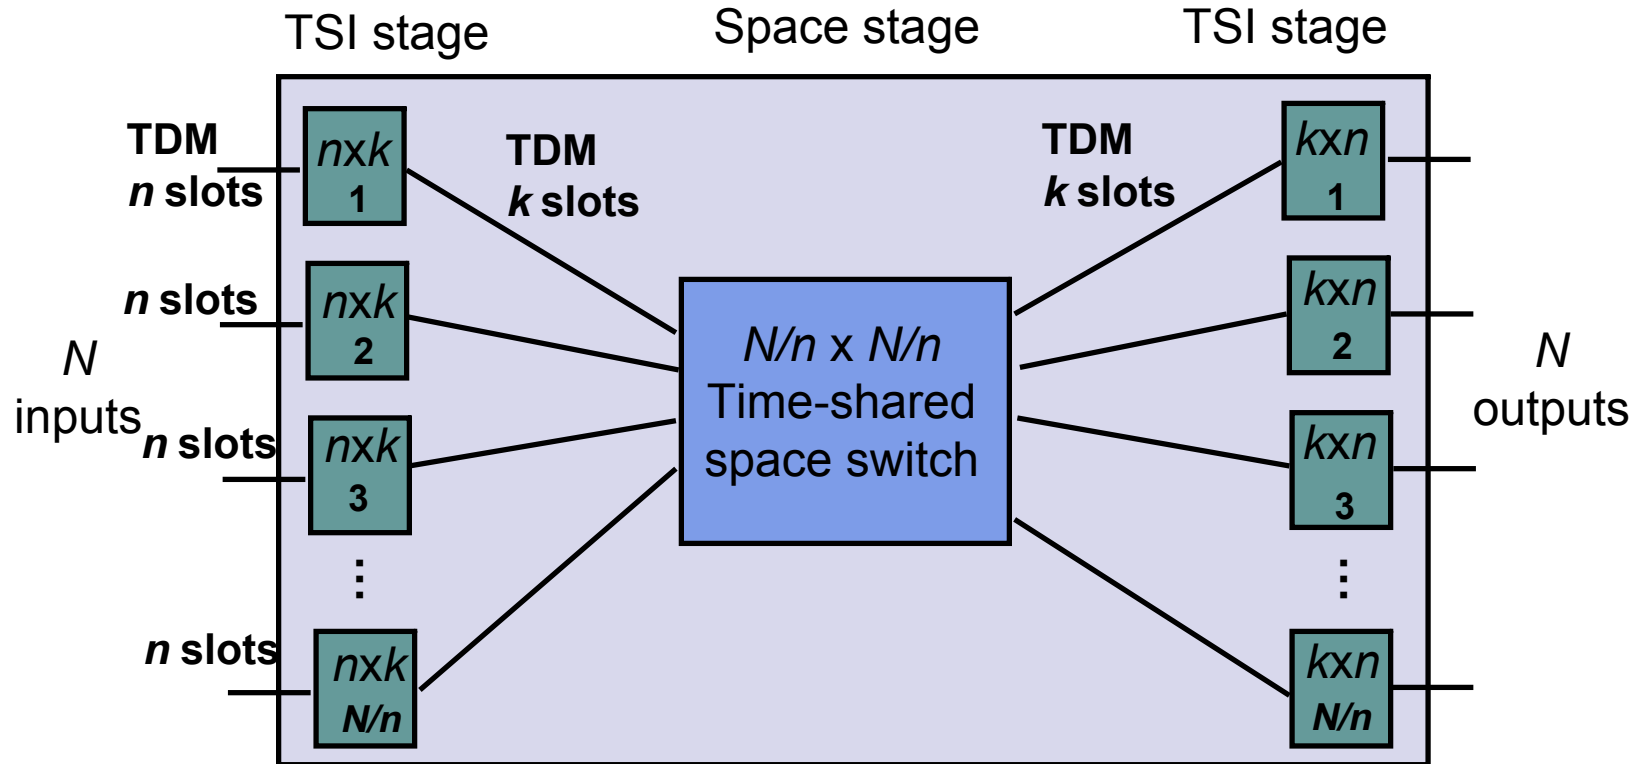 TSI stage
Space stage
TSI stage
TDM
n slots
nxk
1
TDM
k slots
TDM
k slots
kxn
1
n slots
nxk
2
kxn
2
N
inputs
N/n x N/n
Time-shared
space switch
N
outputs
n slots
nxk
3
kxn
3
⋮
⋮
n slots
nxk
N/n
kxn
N/n